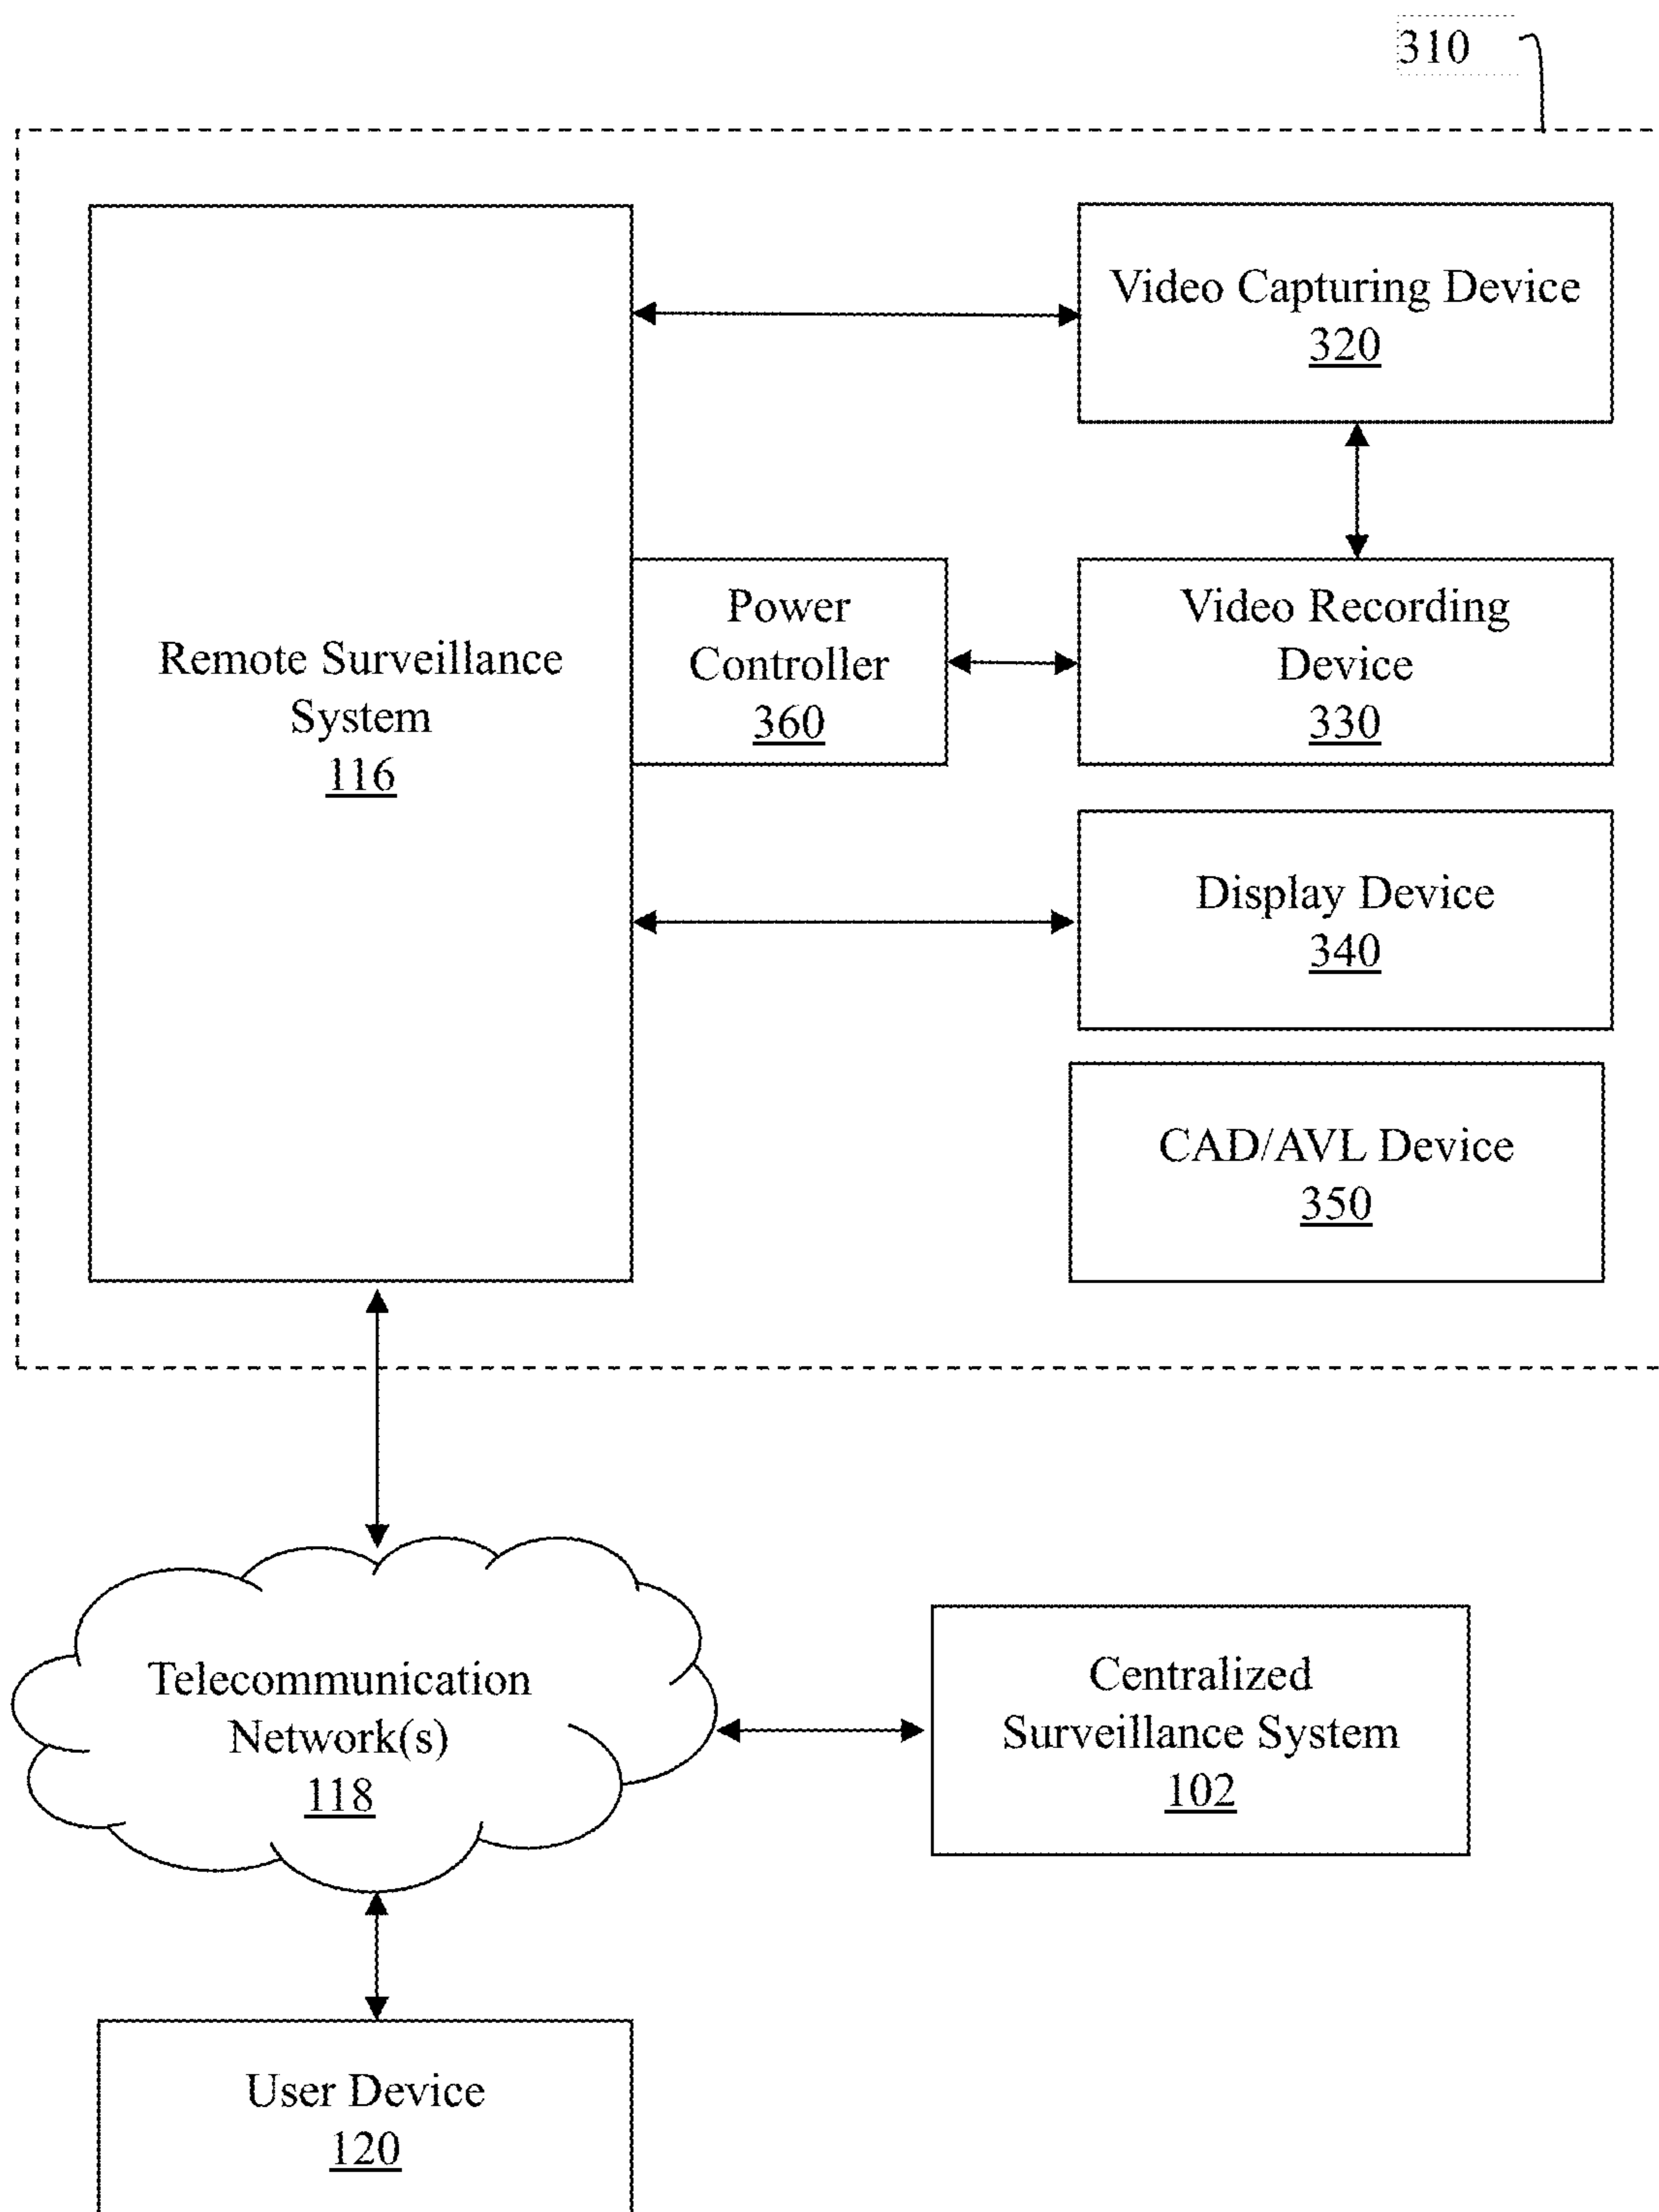 310
Video Capturing Device
320
Remote Surveillance
System
116
Power
Controller
360
Video Recording
Device
330
Display Device
340
CAD/AVL Device
350
Telecommunication
Network(s)
118
Centralized
Surveillance System
102
User Device
120